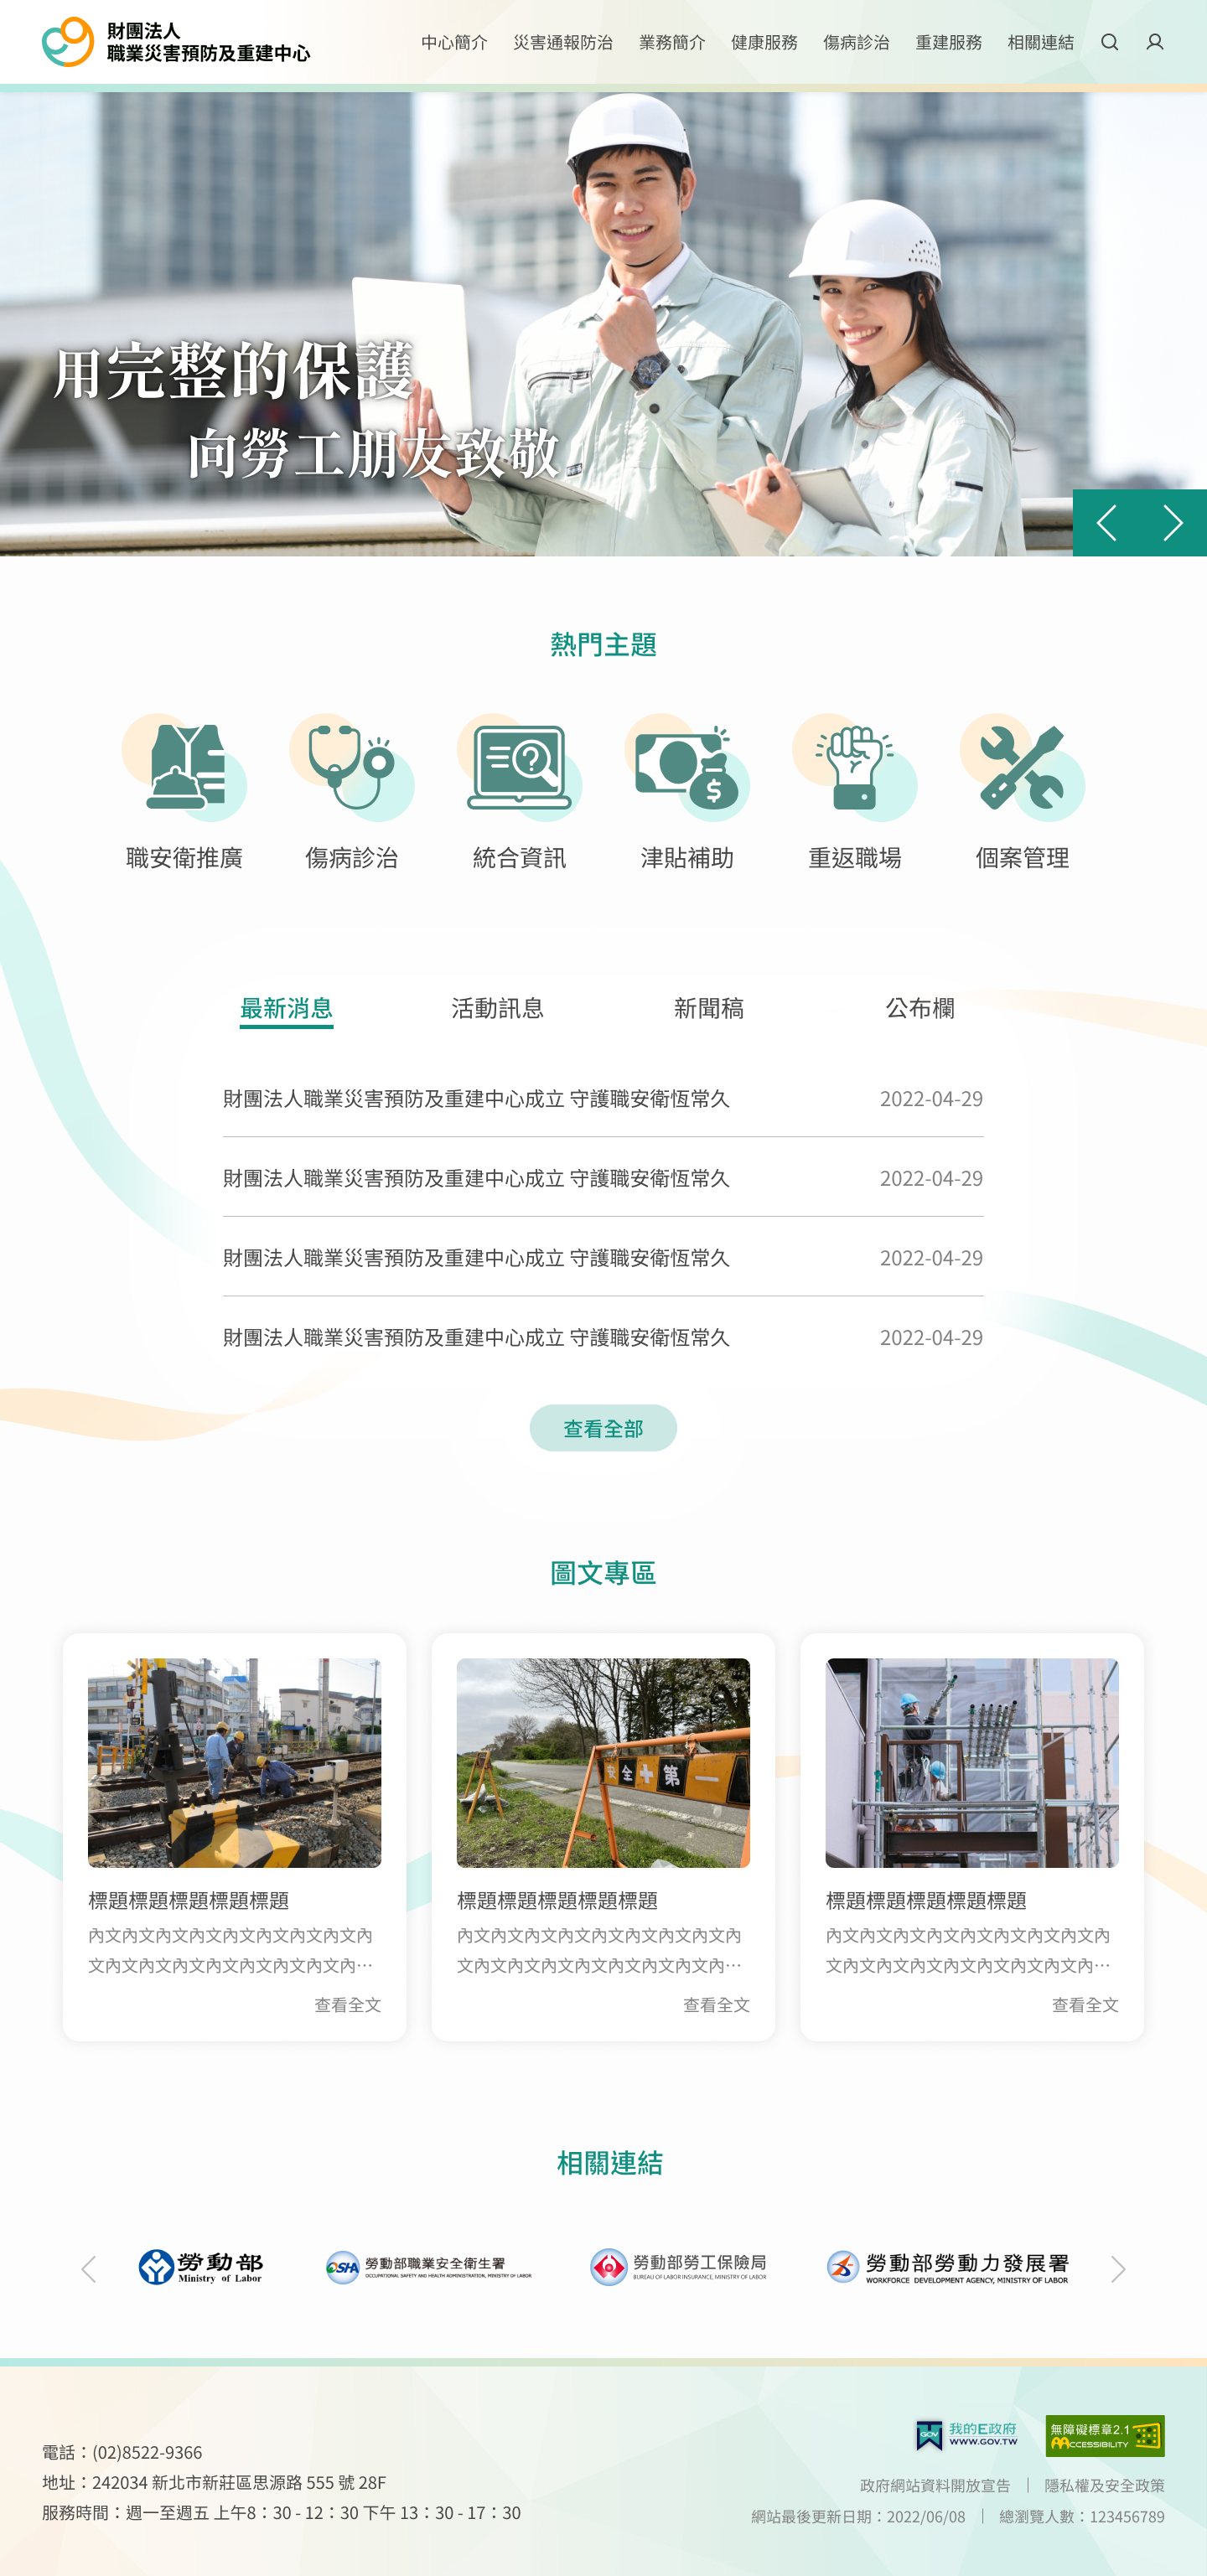 財團法人
職業災害預防及重建中心
中心簡介 災害通報防治 業務簡介 健康服務 傷病診治 重建服務 相關連結
用完整的保護
向勞工朋友致敬
熱門主題
職安衛推廣 傷病診治 統合資訊 津貼補助 重返職場 個案管理
最新消息 活動訊息 新聞稿 公布欄
財團法人職業災害預防及重建中心成立 守護職安衛恆常久 2022-04-29
財團法人職業災害預防及重建中心成立 守護職安衛恆常久 2022-04-29
財團法人職業災害預防及重建中心成立 守護職安衛恆常久 2022-04-29
財團法人職業災害預防及重建中心成立 守護職安衛恆常久 2022-04-29
查看全部
圖文專區
安全十第一
標題標題標題標題標題
內文內文內文內文內文內文內文內文內
文內文內文內文內文內文內文內文內…
查看全文
標題標題標題標題標題
內文內文內文內文內文內文內文內文內
文內文內文內文內文內文內文內文內…
查看全文
標題標題標題標題標題
內文內文內文內文內文內文內文內文內
文內文內文內文內文內文內文內文內…
查看全文
相關連結
勞動部
Ministry of Labor
OSHA
勞動部職業安全衛生署
OCCUPATIONAL SAFETY AND HEALTH ADMINISTRATION, MINISTRY OF LABOR
勞動部勞工保險局
BUREAU OF LABOR INSURANCE, MINISTRY OF LABOR
勞動部勞動力發展署
WORKFORCE DEVELOPMENT AGENCY, MINISTRY OF LABOR
GOV
我的E政府
WWW.GOV.TW
無障礙標章2.1
ACCESSIBILITY
電話：(02)8522-9366
地址：242034 新北市新莊區思源路 555 號 28F
服務時間：週一至週五 上午8：30 - 12：30 下午 13：30 - 17：30
政府網站資料開放宣告 ｜ 隱私權及安全政策
網站最後更新日期：2022/06/08 ｜ 總瀏覽人數：123456789